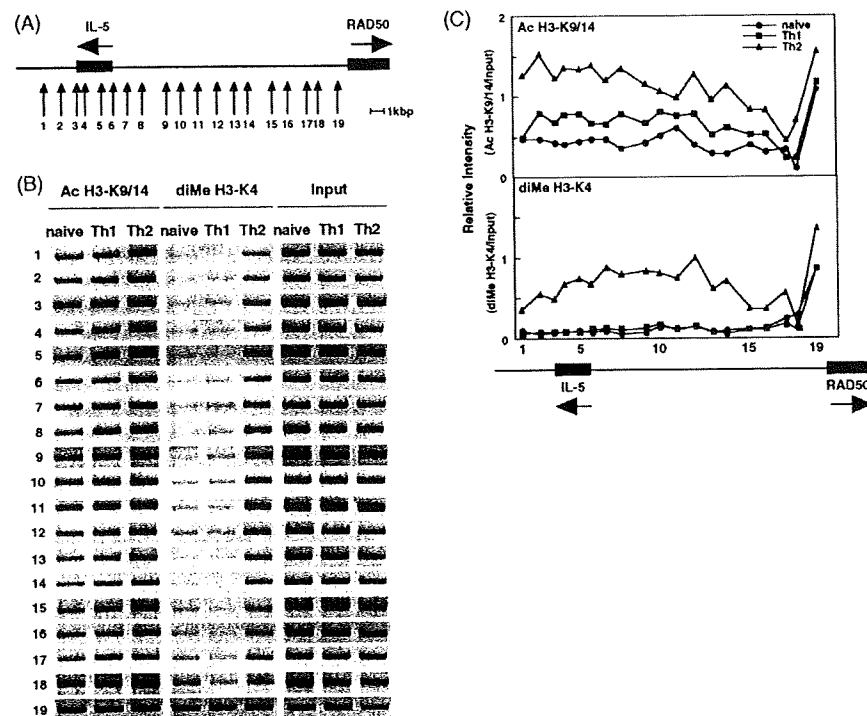 (A)
IL-5
RAD50
1kbp
1 2 3 4 5 6 7 8 9 10 11 12 13 14 15 16 17 18 19
(B)
Ac H3-K9/14 diMe H3-K4 Input
naive Th1 Th2 naive Th1 Th2 naive Th1 Th2
1
2
3
4
5
6
7
8
9
10
11
12
13
14
15
16
17
18
19
(C)
Ac H3-K9/14
naive
Th1
Th2
Relative Intensity
(Ac H3-K9/14/Input)
2
1
0
diMe H3-K4
(diMe H3-K4/Input)
1
0
1 5 10 15 19
IL-5
RAD50